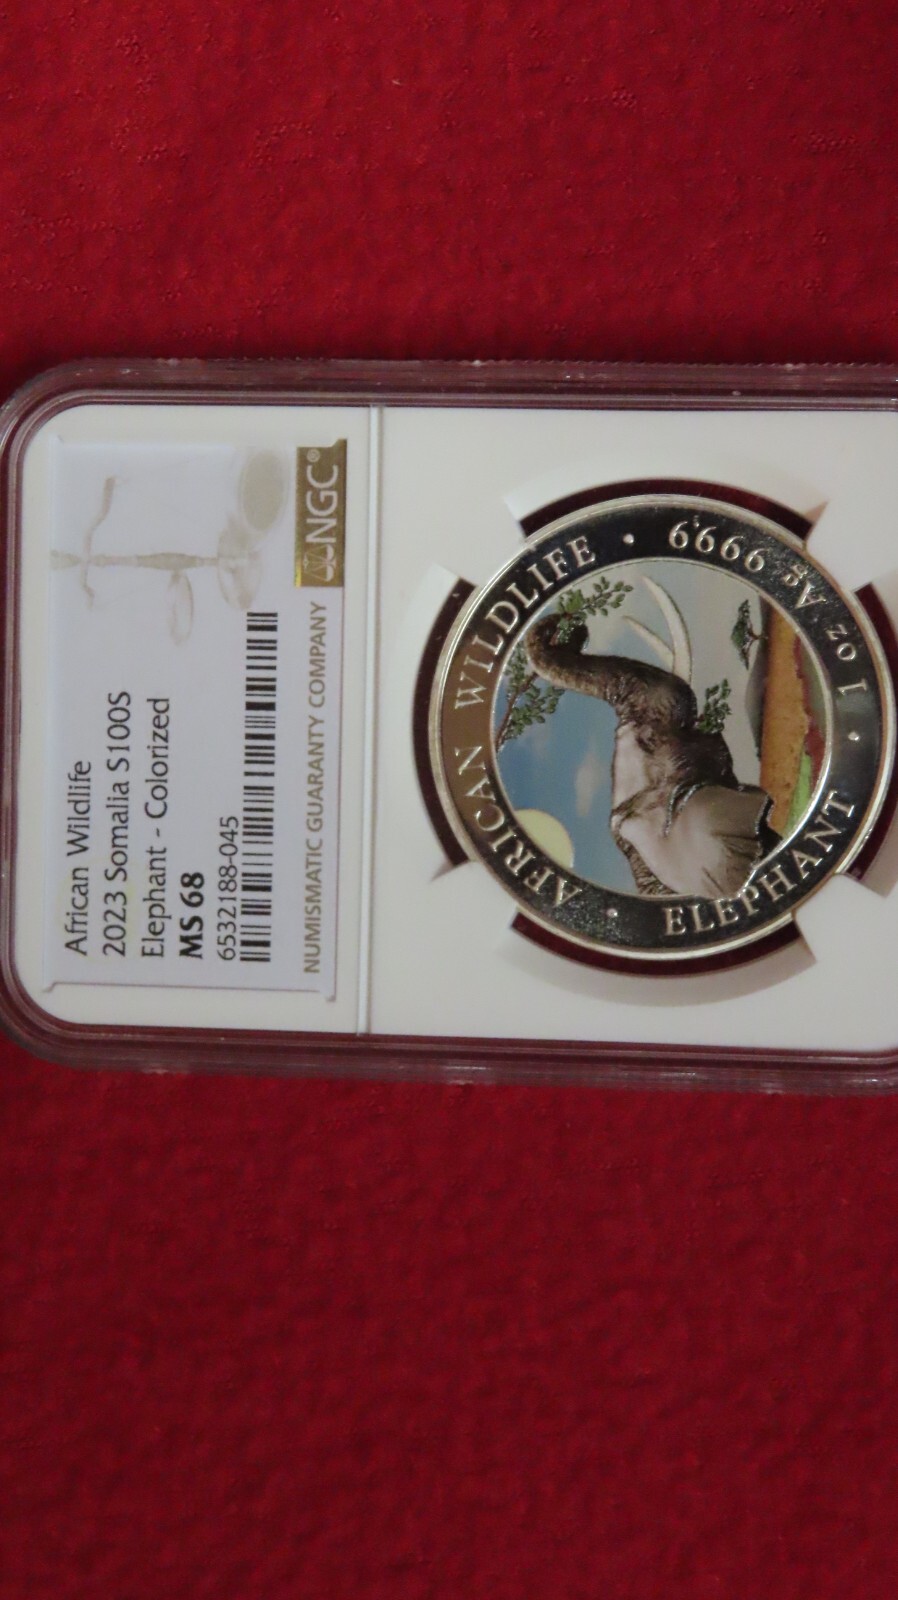 African Wildlife
2023 Somalia S100S
Elephant - Colorized
MS 68
6532188-045
NGC®
NUMISMATIC GUARANTY COMPANY
AFRICAN WILDLIFE • 9999 Ag 1 oz • ELEPHANT •